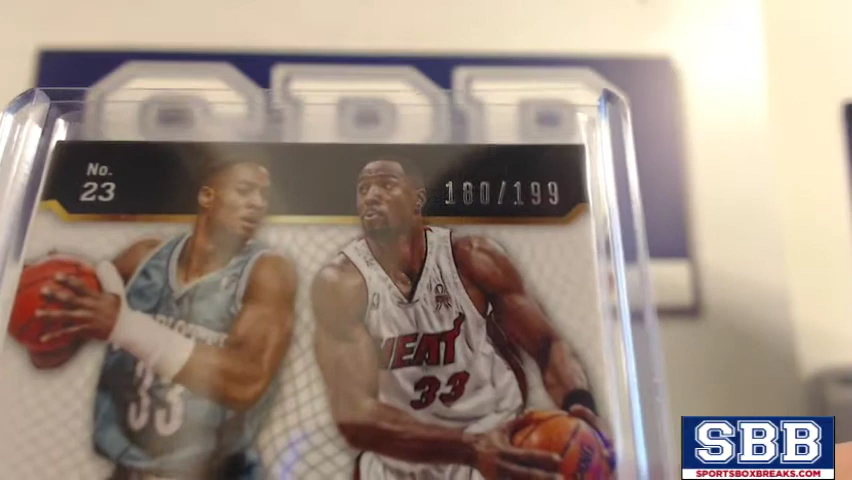 No.
23
180/199
HEAT
33
33
SBB
SPORTSBOXBREAKS.COM